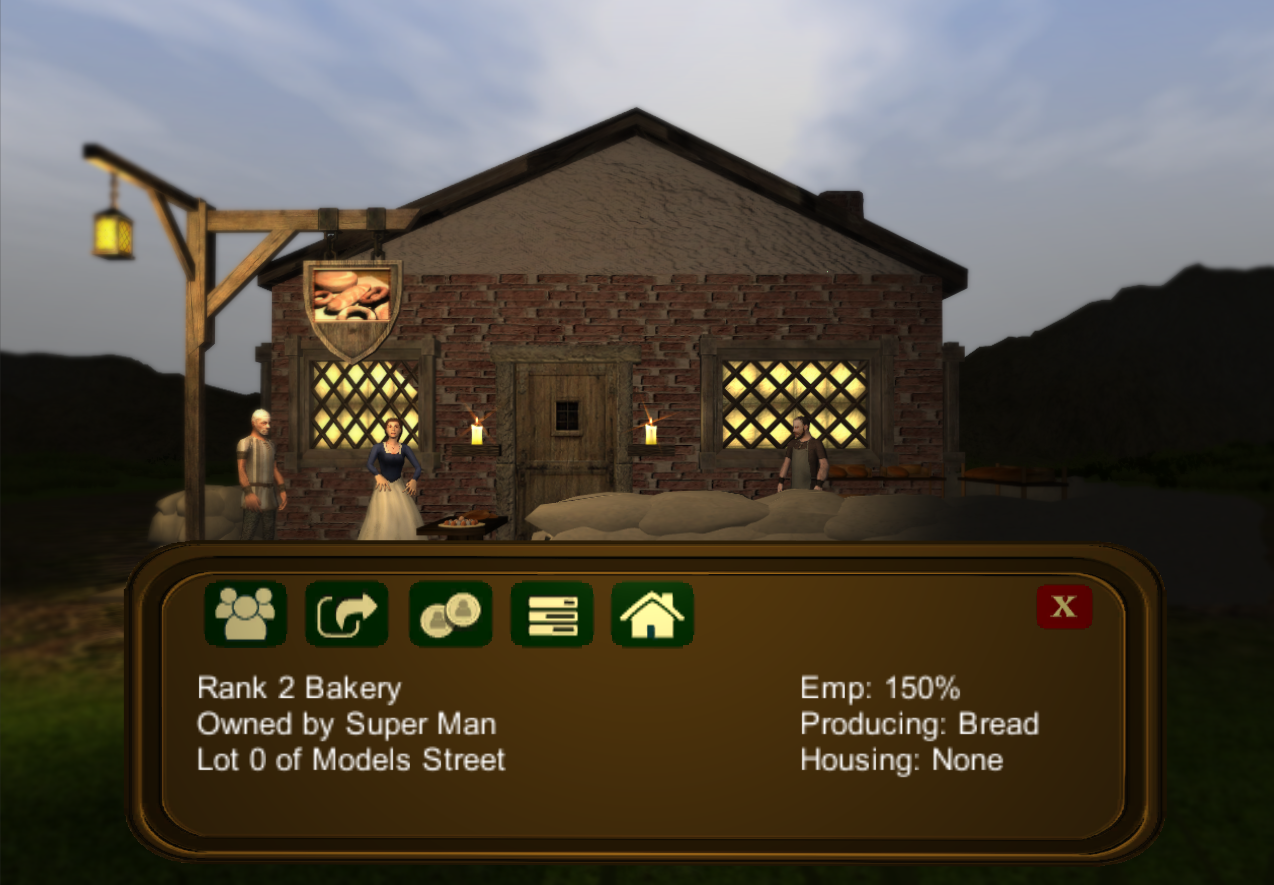 X
Rank 2 Bakery
Owned by Super Man
Lot 0 of Models Street
Emp: 150%
Producing: Bread
Housing: None